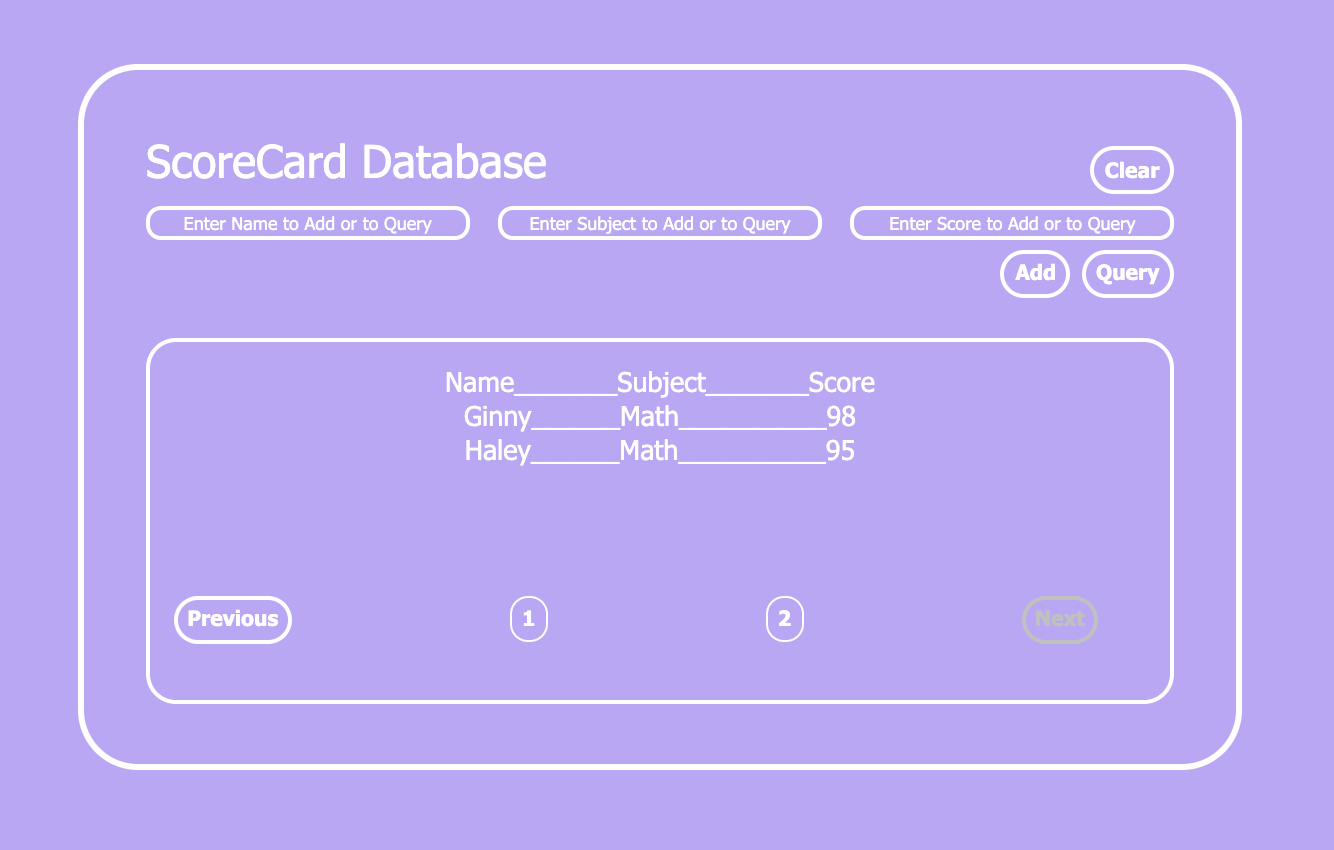 ScoreCard Database
Clear
Enter Name to Add or to Query
Enter Subject to Add or to Query
Enter Score to Add or to Query
Add
Query
Name_______Subject_______Score
Ginny______Math__________98
Haley______Math__________95
Previous
1
2
Next